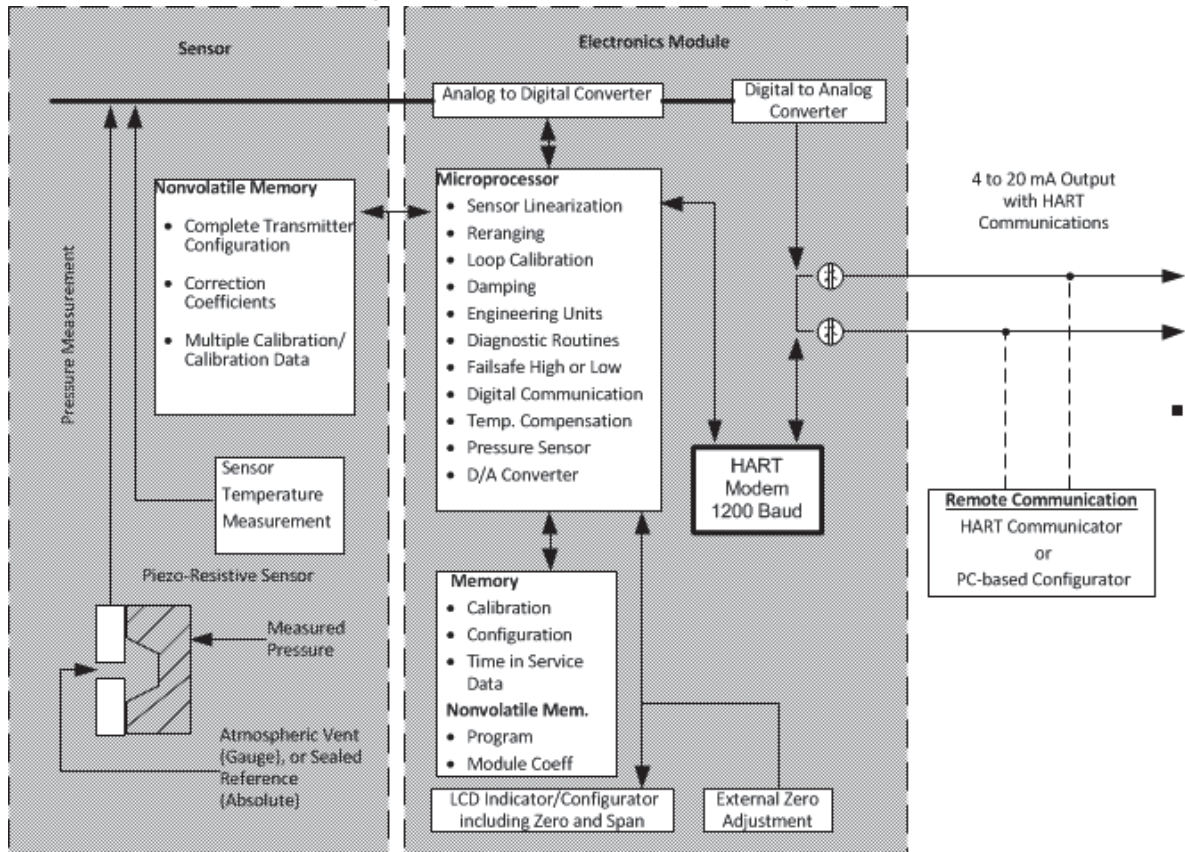 Sensor
Electronics Module
Analog to Digital Converter
Digital to Analog
Converter
Nonvolatile Memory
• Complete Transmitter
Configuration
• Correction
Coefficients
• Multiple Calibration/
Calibration Data
Pressure Measurement
Microprocessor
• Sensor Linearization
• Reranging
• Loop Calibration
• Damping
• Engineering Units
• Diagnostic Routines
• Failsafe High or Low
• Digital Communication
• Temp. Compensation
• Pressure Sensor
• D/A Converter
4 to 20 mA Output
with HART
Communications
HART
Modem
1200 Baud
Remote Communication
HART Communicator
or
PC-based Configurator
Sensor
Temperature
Measurement
Piezo-Resistive Sensor
Measured
Pressure
Atmospheric Vent
(Gauge), or Sealed
Reference
(Absolute)
Memory
• Calibration
• Configuration
• Time in Service
Data
Nonvolatile Mem.
• Program
• Module Coeff
LCD Indicator/Configurator
including Zero and Span
External Zero
Adjustment